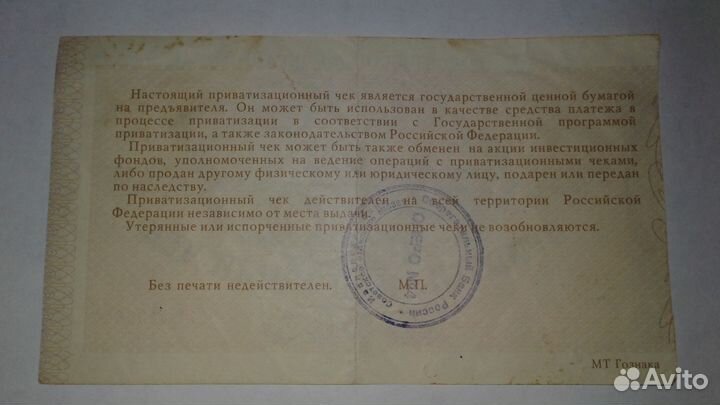 Настоящий приватизационный чек является государственной ценной бумагой
на предъявителя. Он может быть использован в качестве средства платежа в
процессе приватизации в соответствии с Государственной программой
приватизации, а также законодательством Российской Федерации.
Приватизационный чек может быть также обменен на акции инвестиционных
фондов, уполномоченных на ведение операций с приватизационными чеками,
либо продан другому физическому или юридическому лицу, подарен или передан
по наследству.
Приватизационный чек действителен на всей территории Российской
Федерации независимо от места выдачи.
Утерянные или испорченные приватизационные чеки не возобновляются.
Без печати недействителен. М.П.
Банк России
МТ Гознака
Avito